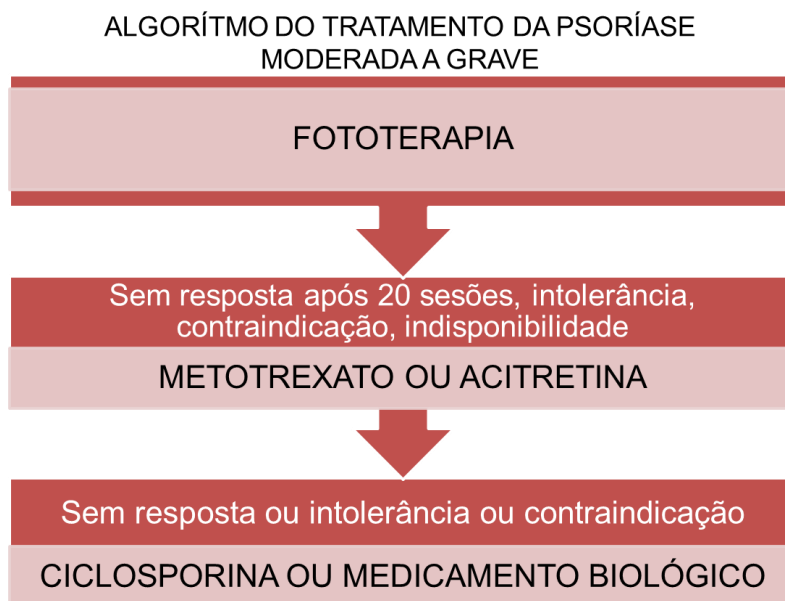 ALGORÍTMO DO TRATAMENTO DA PSORÍASE
MODERADA A GRAVE
FOTOTERAPIA
Sem resposta após 20 sesões, intolerância,
contraindicação, indisponibilidade
METOTREXATO OU ACITRETINA
Sem resposta ou intolerância ou contraindicação
CICLOSPORINA OU MEDICAMENTO BIOLÓGICO